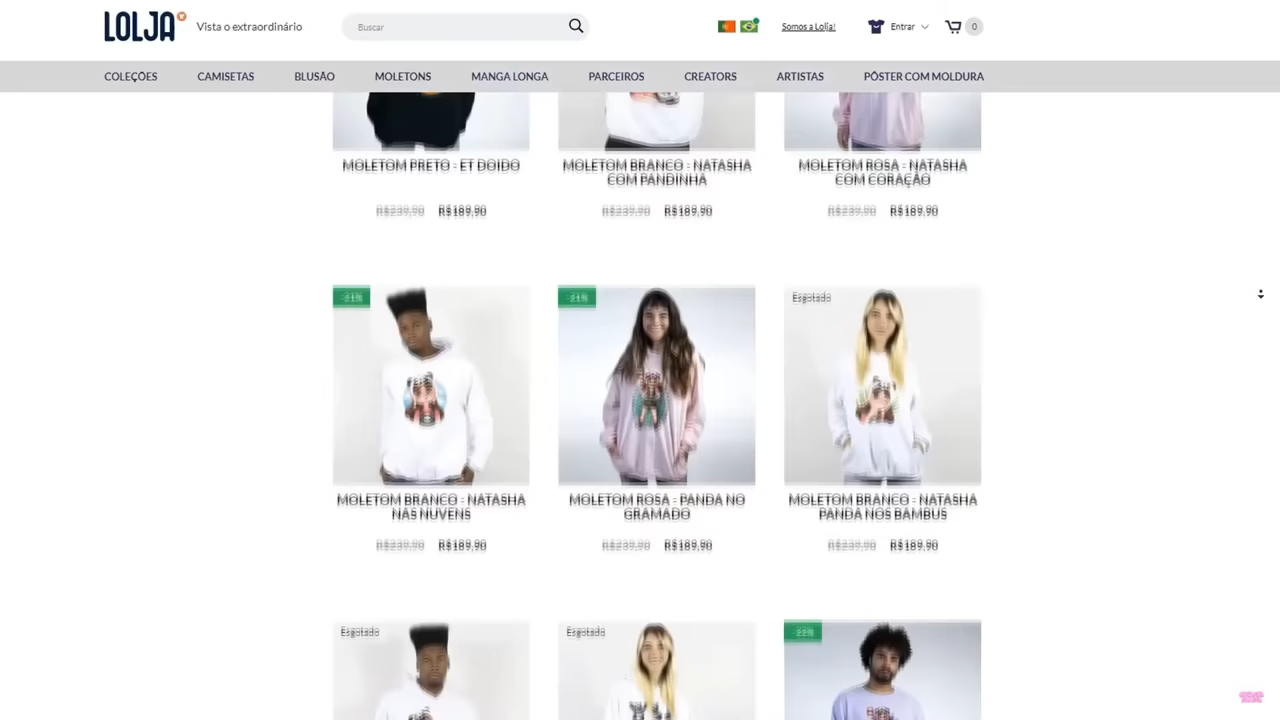 LOLJA
Vista o extraordinário
Buscar
Somos a Lolja!
Entrar
0
COLEÇÕES
CAMISETAS
BLUSÃO
MOLETONS
MANGA LONGA
PARCEIROS
CREATORS
ARTISTAS
PÔSTER COM MOLDURA
MOLETOM PRETO - ET DOIDO
MOLETOM BRANCO - NATASHA
COM PANDINHA
MOLETOM ROSA - NATASHA
COM CORAÇÃO
R$239,90 R$189,90
R$239,90 R$189,90
R$239,90 R$189,90
-21%
-21%
Esgotado
MOLETOM BRANCO - NATASHA
NAS NUVENS
MOLETOM ROSA - PANDA NO
GRAMADO
MOLETOM BRANCO - NATASHA
PANDA NOS BAMBUS
R$239,90 R$189,90
R$239,90 R$189,90
R$239,90 R$189,90
Esgotado
Esgotado
-22%